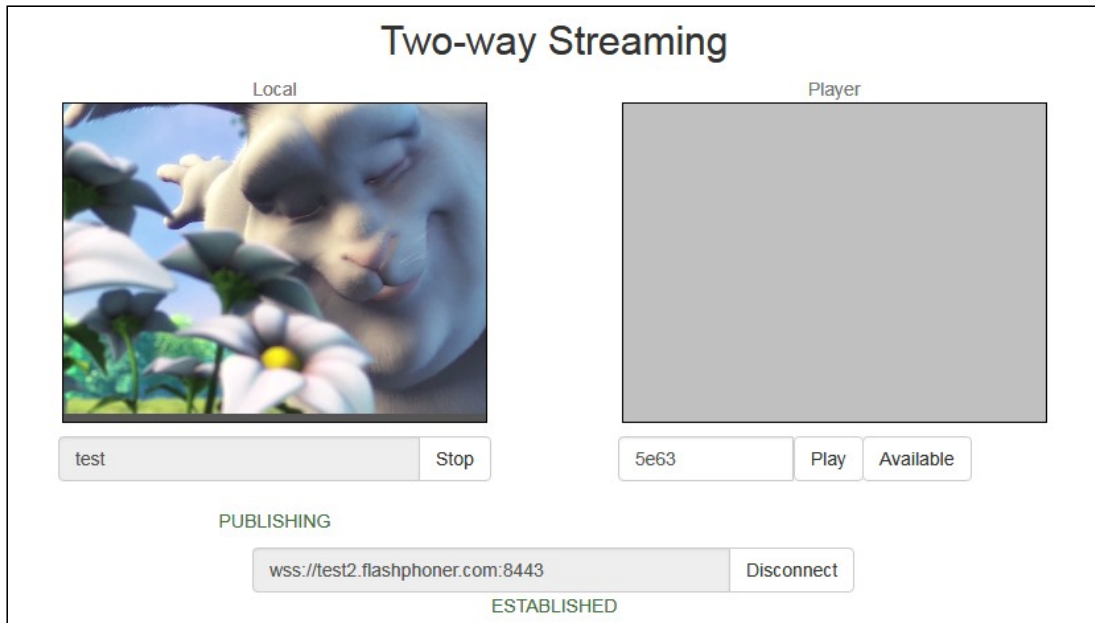 Two-way Streaming
Local
Player
test
Stop
5e63
Play
Available
PUBLISHING
wss://test2.flashphoner.com:8443
Disconnect
ESTABLISHED